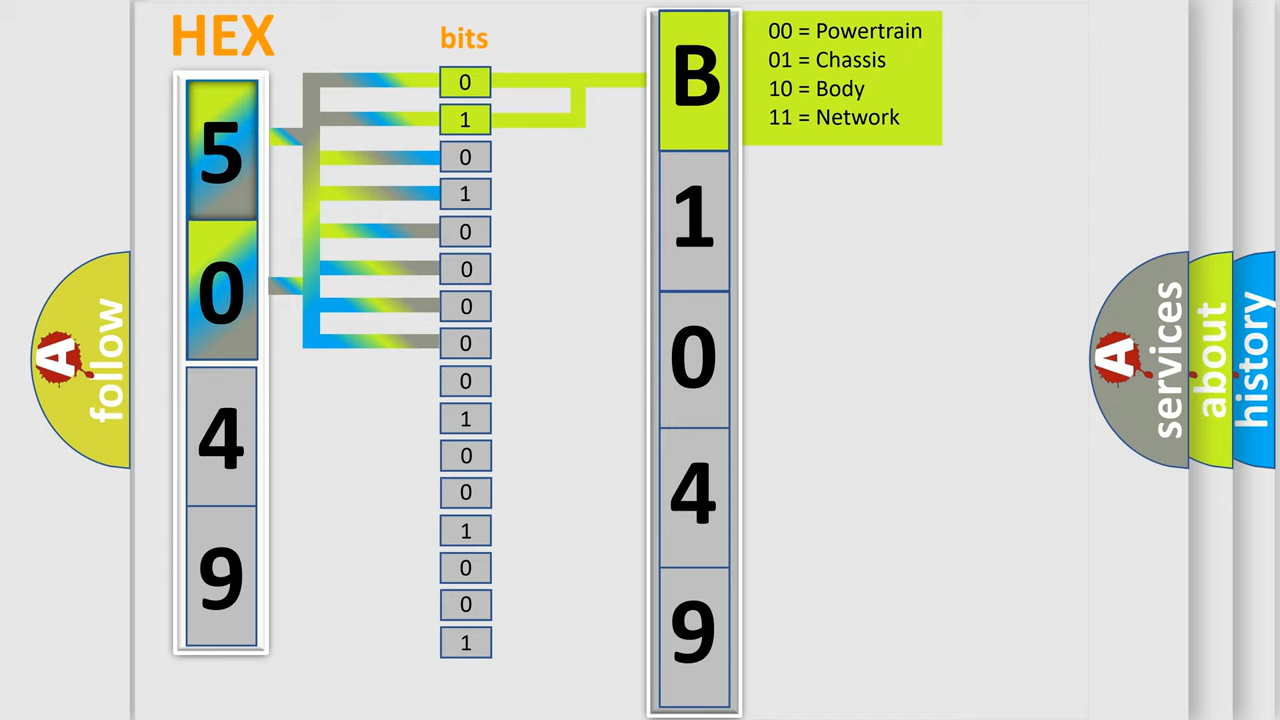 HEX
bits
5
0
4
9
0
1
0
1
0
0
0
0
0
1
0
0
1
0
0
1
B
1
0
4
9
00 = Powertrain
01 = Chassis
10 = Body
11 = Network
A follow
A services
about
history